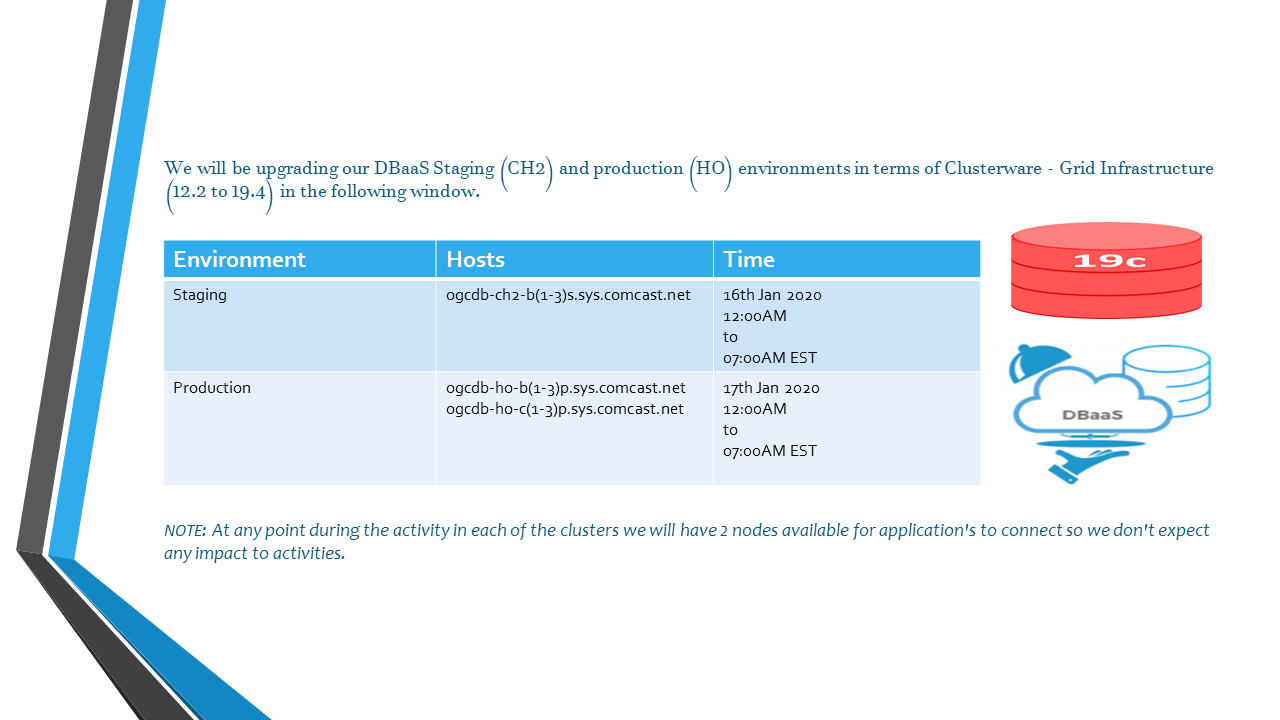 We will be upgrading our DBaaS Staging (CH2) and production (HO) environments in terms of Clusterware - Grid Infrastructure
(12.2 to 19.4) in the following window.
Environment Hosts Time
Staging ogcdb-ch2-b(1-3)s.sys.comcast.net 16th Jan 2020
12:00AM
to
07:00AM EST
Production ogcdb-ho-b(1-3)p.sys.comcast.net 17th Jan 2020
ogcdb-ho-c(1-3)p.sys.comcast.net 12:00AM
to
07:00AM EST
19c
DBaaS
NOTE: At any point during the activity in each of the clusters we will have 2 nodes available for application's to connect so we don't expect
any impact to activities.